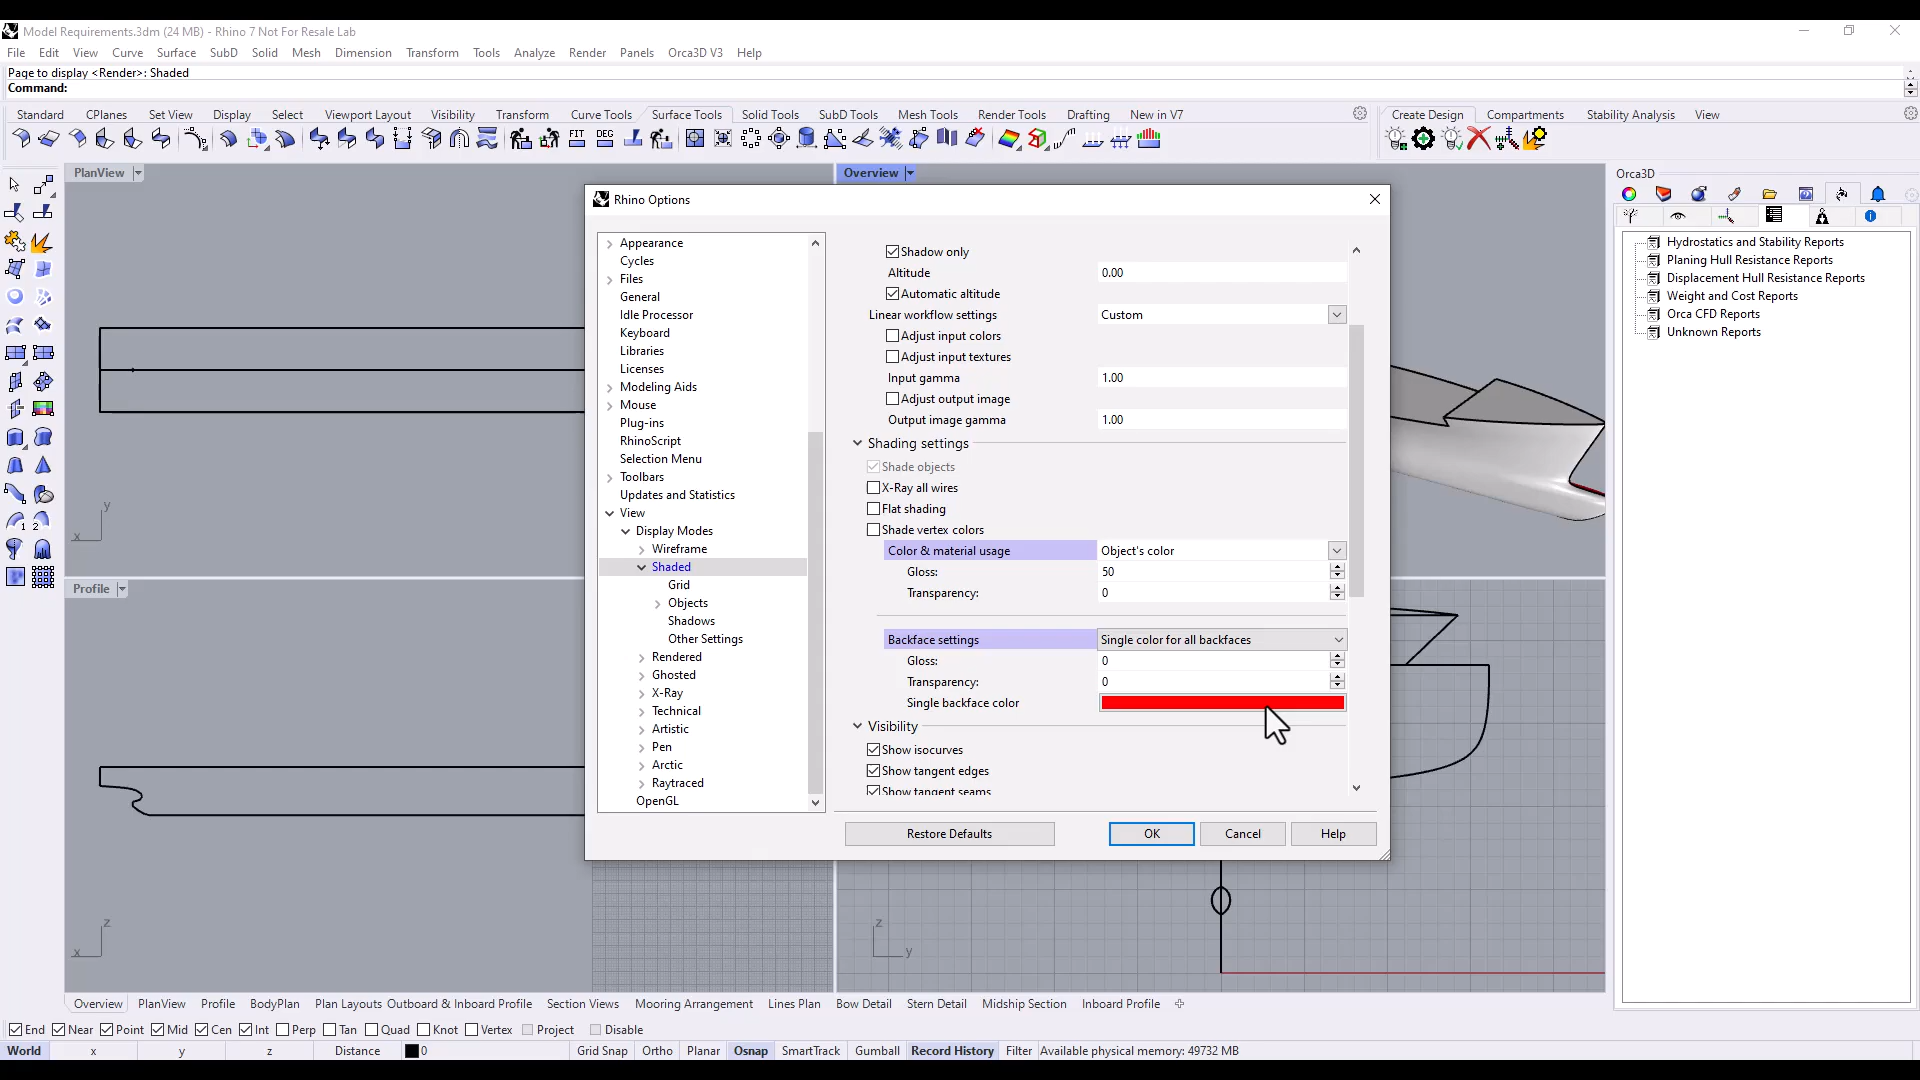 Model Requirements.3dm (24 MB) - Rhino 7 Not For Resale Lab
File Edit View Curve Surface SubD Solid Mesh Dimension Transform Tools Analyze Render Panels Orca3D V3 Help
Page to display <Render>: Shaded
Command:
Standard CPlanes Set View Display Select Viewport Layout Visibility Transform Curve Tools Surface Tools Solid Tools SubD Tools Mesh Tools Render Tools Drafting New in V7
Create Design Compartments Stability Analysis View
FIT DEG
PlanView
Overview
Orca3D
Hydrostatics and Stability Reports
Planing Hull Resistance Reports
Displacement Hull Resistance Reports
Weight and Cost Reports
Orca CFD Reports
Unknown Reports
Rhino Options
Appearance
Cycles
Files
General
Idle Processor
Keyboard
Libraries
Licenses
Modeling Aids
Mouse
Plug-ins
RhinoScript
Selection Menu
Toolbars
Updates and Statistics
View
Display Modes
Wireframe
Shaded
Grid
Objects
Shadows
Other Settings
Rendered
Ghosted
X-Ray
Technical
Artistic
Pen
Arctic
Raytraced
OpenGL
Shadow only
Altitude 0.00
Automatic altitude
Linear workflow settings Custom
Adjust input colors
Adjust input textures
Input gamma 1.00
Adjust output image
Output image gamma 1.00
Shading settings
Shade objects
X-Ray all wires
Flat shading
Shade vertex colors
Color & material usage Object's color
Gloss: 50
Transparency: 0
Backface settings Single color for all backfaces
Gloss: 0
Transparency: 0
Single backface color
Visibility
Show isocurves
Show tangent edges
Show tangent seams
Restore Defaults OK Cancel Help
y
x
Profile
z
x
z
y
Overview PlanView Profile BodyPlan Plan Layouts Outboard & Inboard Profile Section Views Mooring Arrangement Lines Plan Bow Detail Stern Detail Midship Section Inboard Profile
End Near Point Mid Cen Int Perp Tan Quad Knot Vertex Project Disable
World x y z Distance 0 Grid Snap Ortho Planar Osnap SmartTrack Gumball Record History Filter Available physical memory: 49732 MB